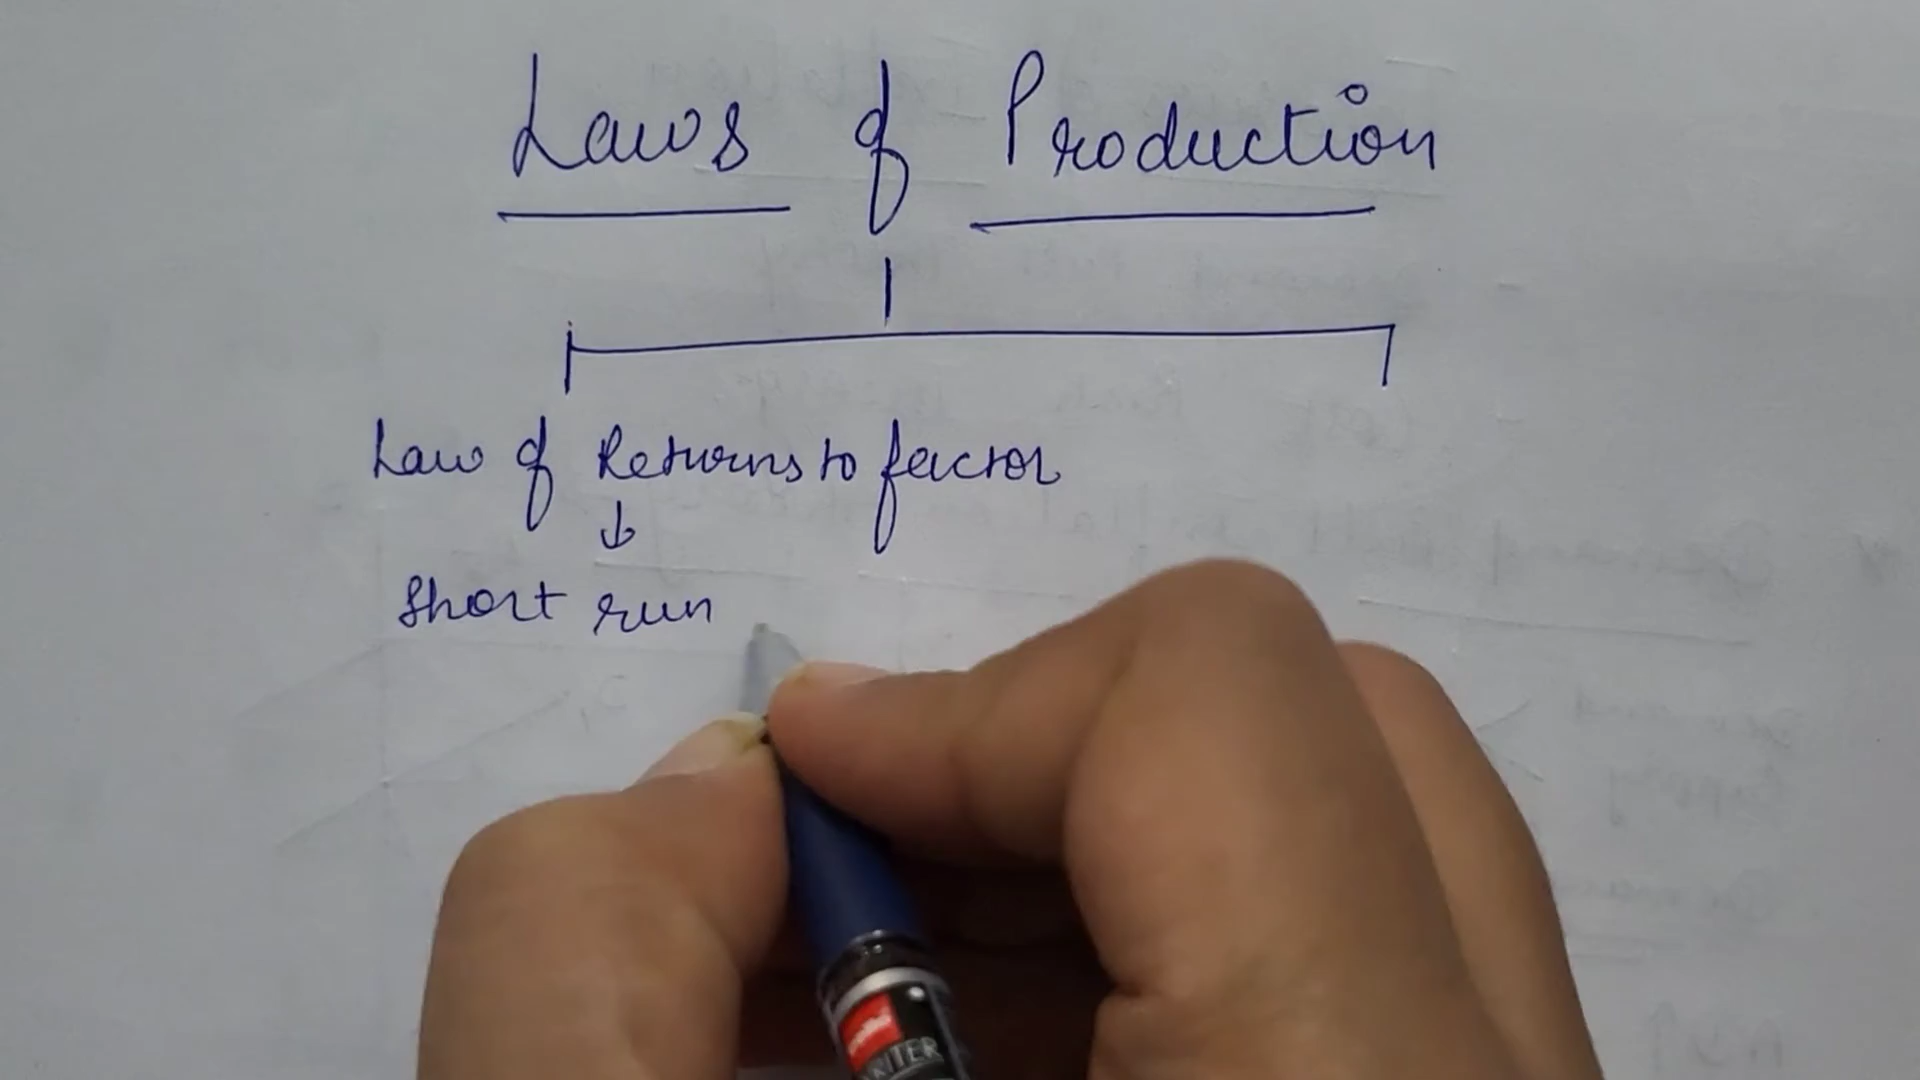 Laws of Production
Law of Returns to factor
Short run